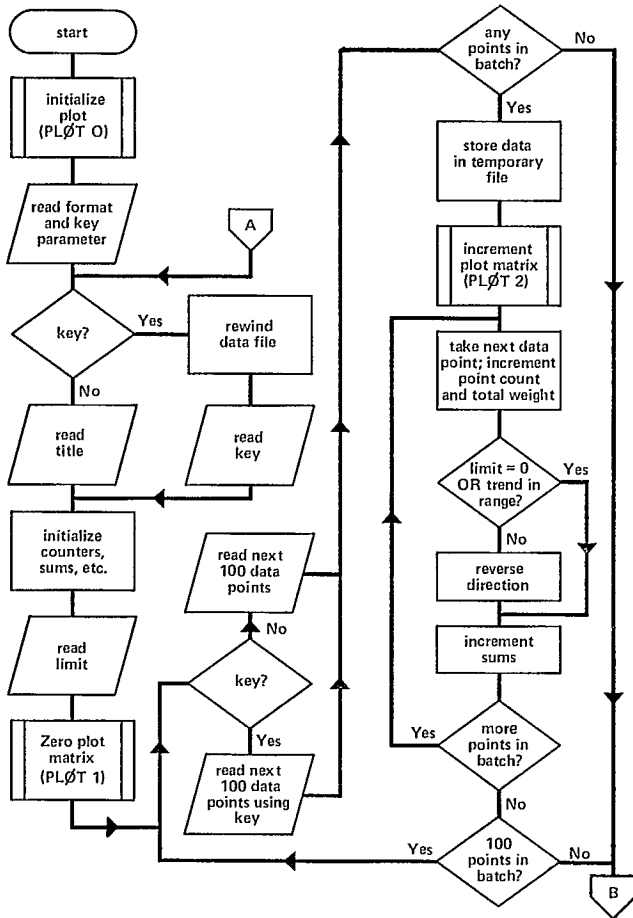 start
initialize
plot
(PLØT O)
read format
and key
parameter
A
key?
Yes
No
rewind
data file
read
title
read
key
initialize
counters,
sums, etc.
read
limit
Zero plot
matrix
(PLØT 1)
read next
100 data
points
No
key?
Yes
read next
100 data
points using
key
any
points in
batch?
No
Yes
store data
in temporary
file
increment
plot matrix
(PLØT 2)
take next data
point; increment
point count
and total weight
limit = 0
OR trend in
range?
Yes
No
reverse
direction
increment
sums
more
points in
batch?
Yes
No
100
points in
batch?
Yes
No
B